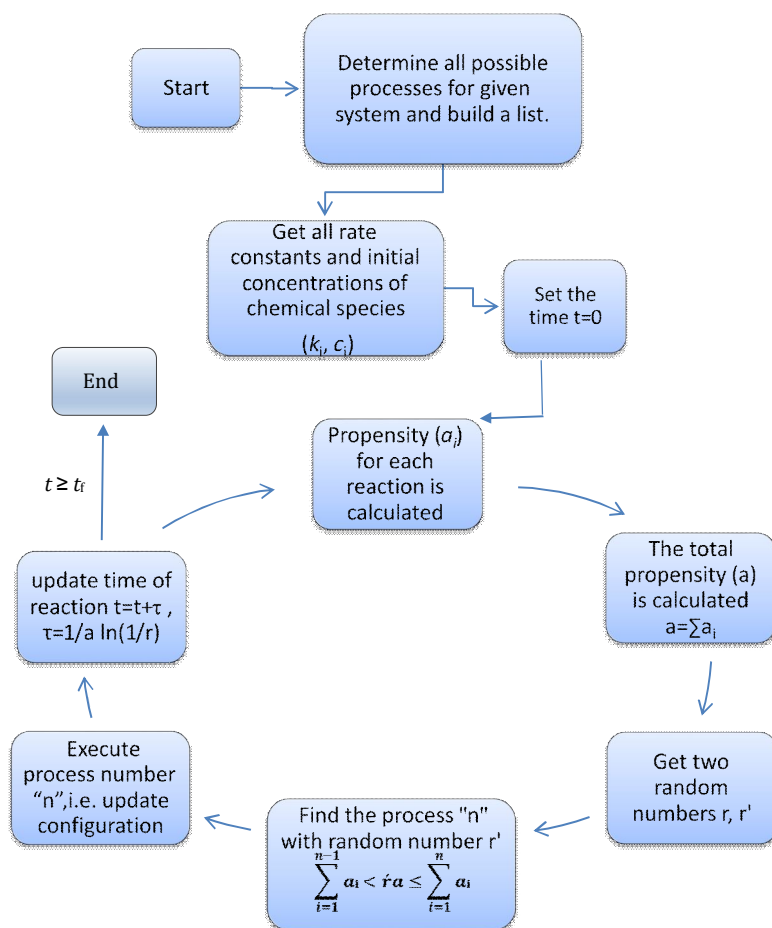 Start
Determine all possible
processes for given
system and build a list.
Get all rate
constants and initial
concentrations of
chemical species
(kᵢ, cᵢ)
Set the
time t=0
End
t ≥ t_f
Propensity (aᵢ)
for each
reaction is
calculated
The total
propensity (a)
is calculated
a=∑aᵢ
Get two
random
numbers r, r'
Find the process "n"
with random number r'
∑_{i=1}^{n−1} aᵢ < ŕa ≤ ∑_{i=1}^{n} aᵢ
Execute
process number
“n”,i.e. update
configuration
update time of
reaction t=t+τ ,
τ=1/a ln(1/r)